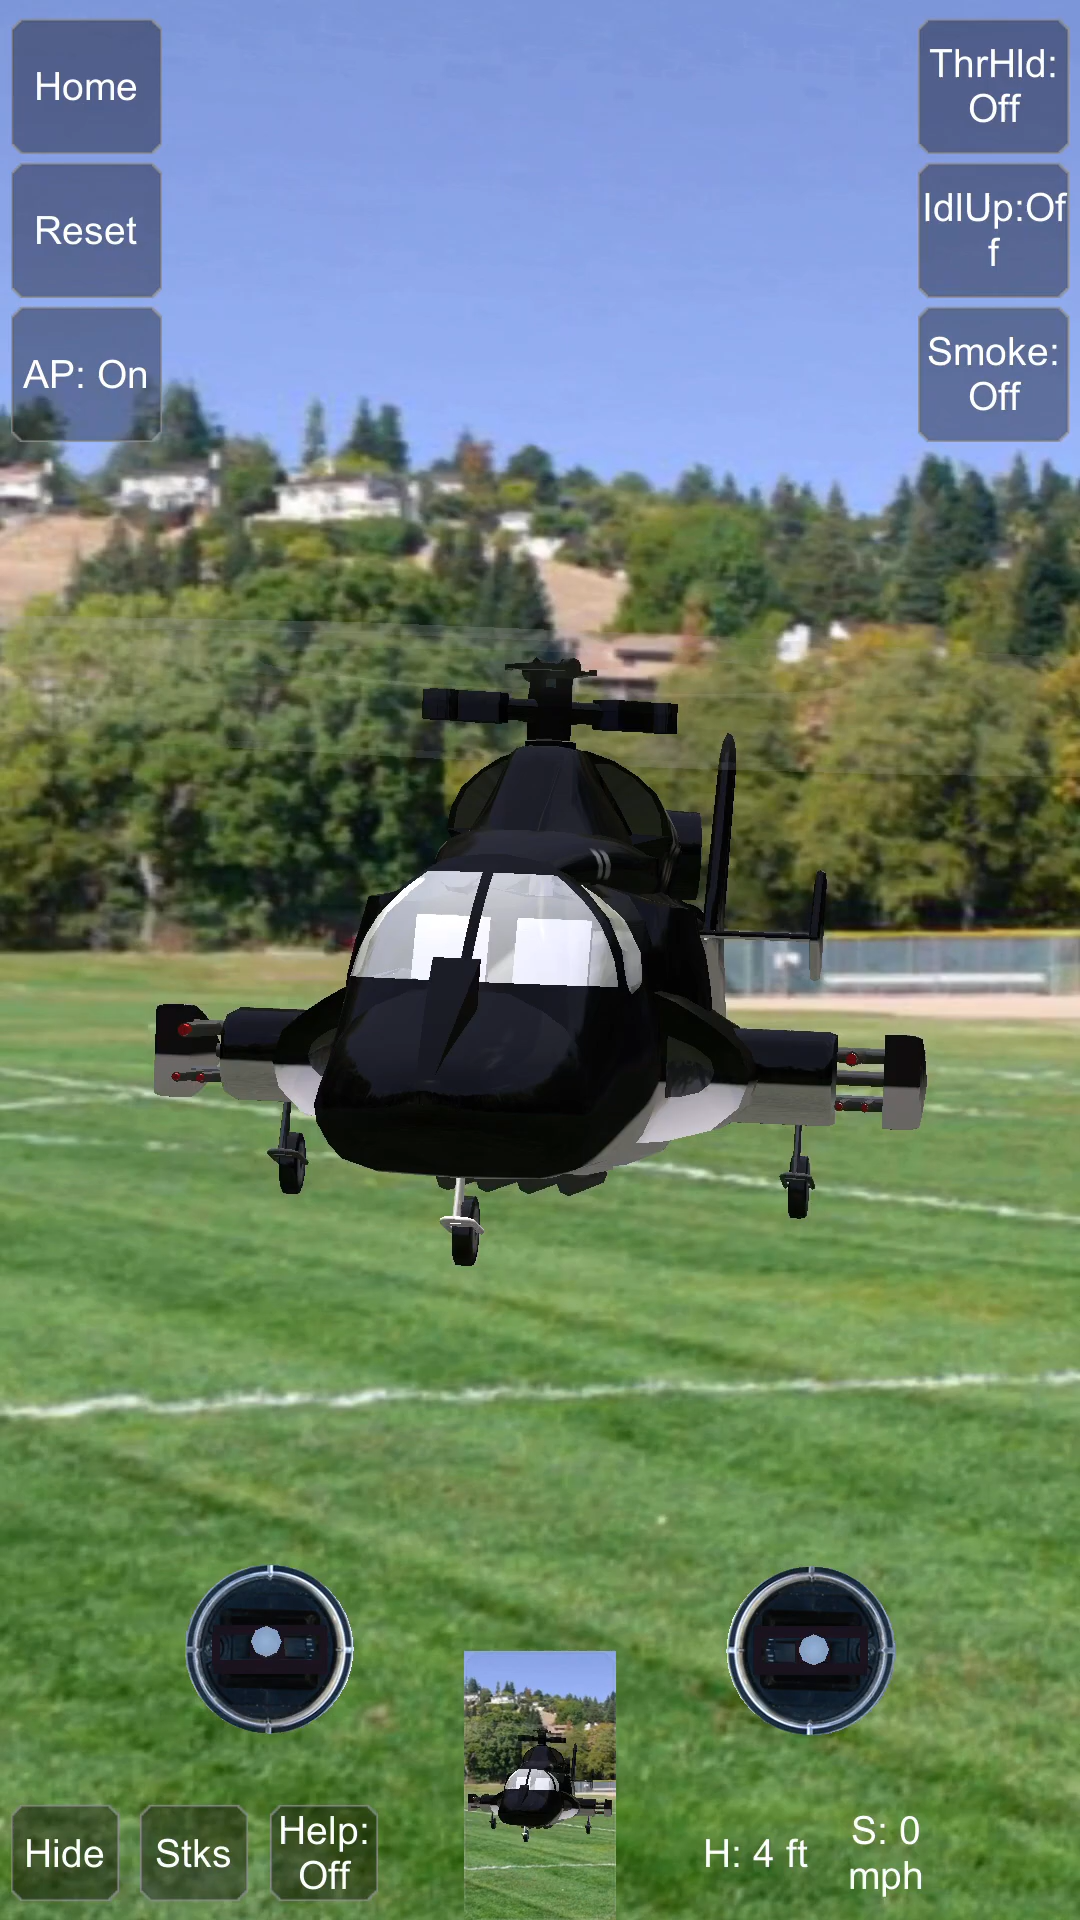 Home
ThrHld:
Off
Reset
IdlUp:Of
f
AP: On
Smoke:
Off
Hide
Stks
Help:
Off
H: 4 ft
S: 0
mph